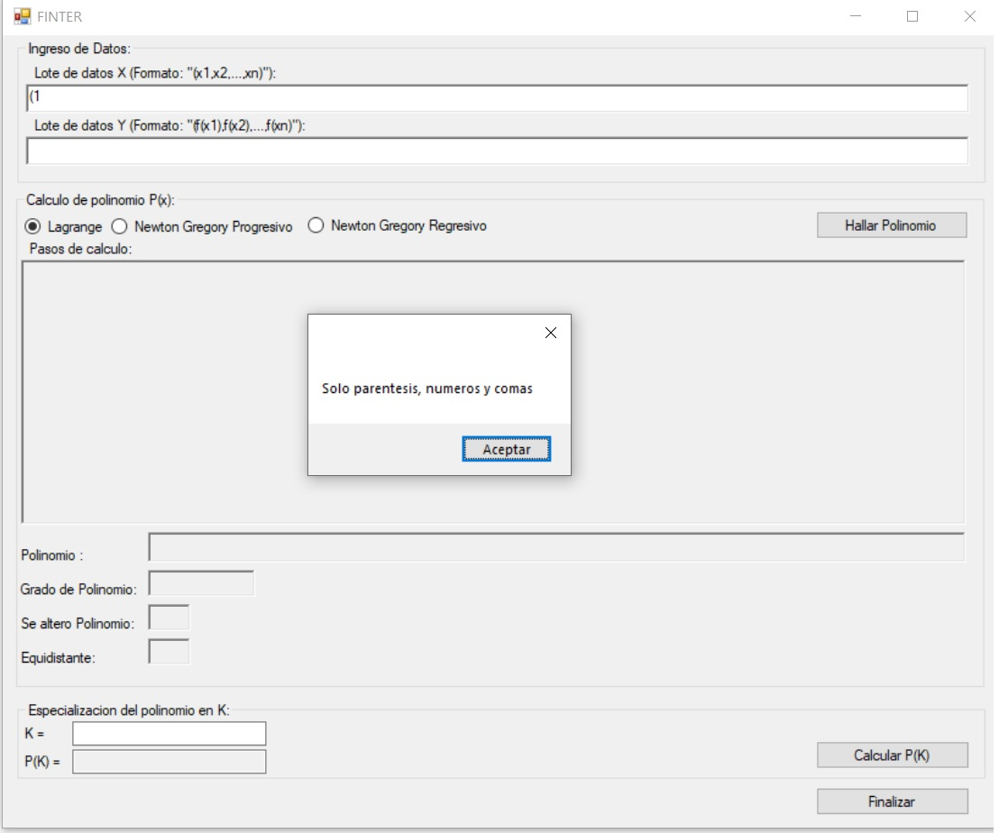 FINTER
Ingreso de Datos:
Lote de datos X (Formato: "(x1,x2,...,xn)"):
(1
Lote de datos Y (Formato: "(f(x1),f(x2),...,f(xn)"):
Calculo de polinomio P(x):
Lagrange Newton Gregory Progresivo Newton Gregory Regresivo Hallar Polinomio
Pasos de calculo:
Solo parentesis, numeros y comas
Aceptar
Polinomio :
Grado de Polinomio:
Se altero Polinomio:
Equidistante:
Especializacion del polinomio en K:
K =
P(K) =
Calcular P(K)
Finalizar